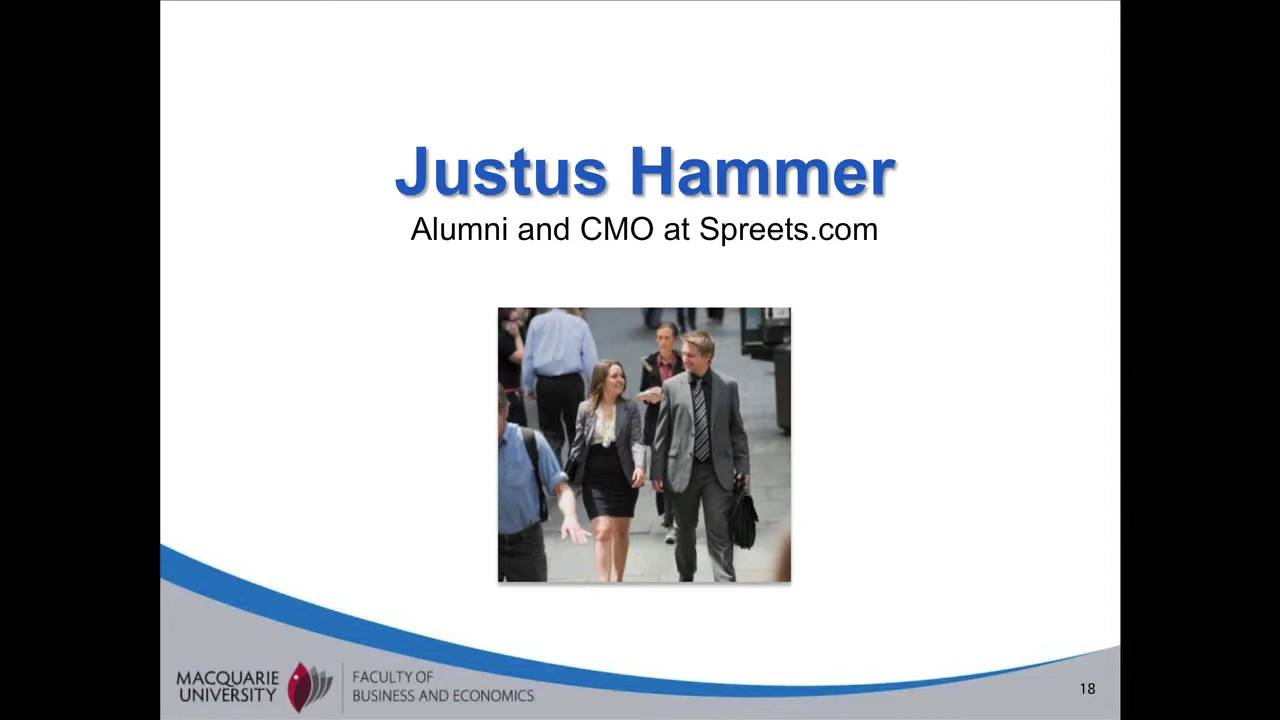 Justus Hammer
Alumni and CMO at Spreets.com
MACQUARIE
UNIVERSITY
FACULTY OF
BUSINESS AND ECONOMICS
18